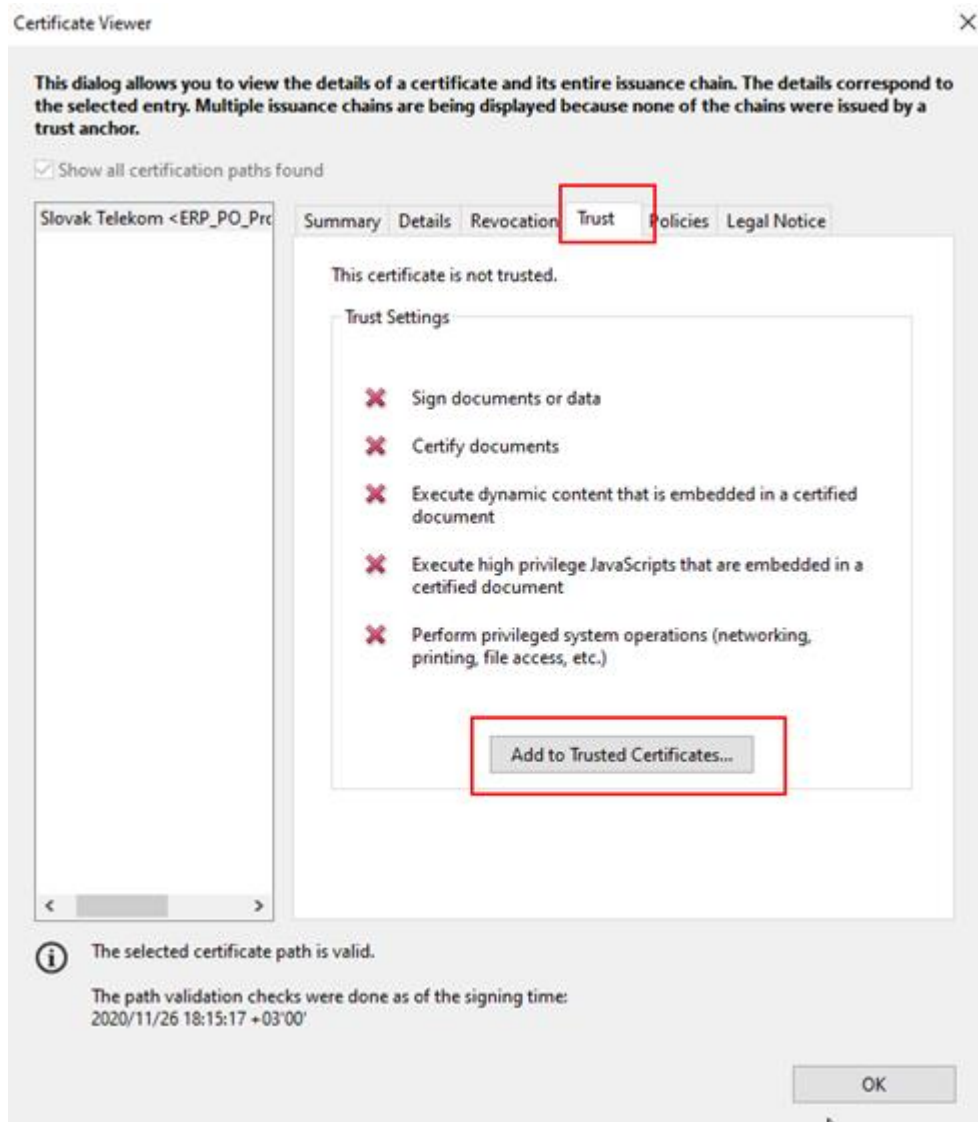 Certificate Viewer
This dialog allows you to view the details of a certificate and its entire issuance chain. The details correspond to
the selected entry. Multiple issuance chains are being displayed because none of the chains were issued by a
trust anchor.
Show all certification paths found
Slovak Telekom <ERP_PO_Pro
Summary Details Revocation Trust Policies Legal Notice
This certificate is not trusted.
Trust Settings
Sign documents or data
Certify documents
Execute dynamic content that is embedded in a certified
document
Execute high privilege JavaScripts that are embedded in a
certified document
Perform privileged system operations (networking,
printing, file access, etc.)
Add to Trusted Certificates...
The selected certificate path is valid.
The path validation checks were done as of the signing time:
2020/11/26 18:15:17 +03'00'
OK